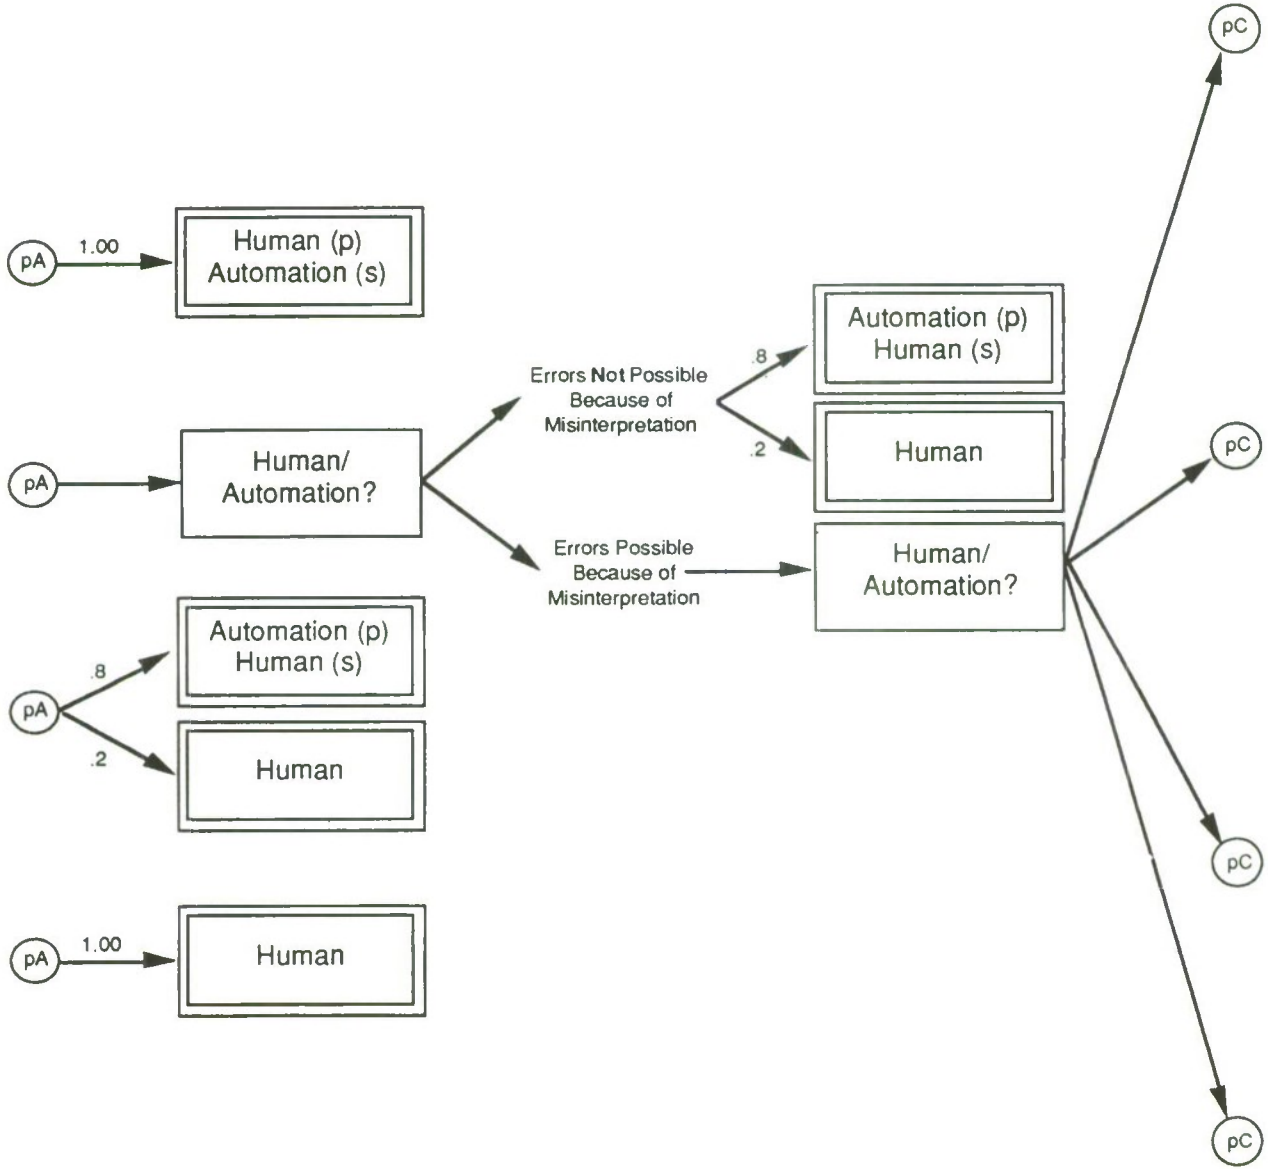 pC
pA
1.00
Human (p)
Automation (s)
pA
Human/
Automation?
Errors Not Possible
Because of
Misinterpretation
.8
.2
Automation (p)
Human (s)
Human
Errors Possible
Because of
Misinterpretation
Human/
Automation?
pC
pA
.8
.2
Automation (p)
Human (s)
Human
pC
pA
1.00
Human
pC